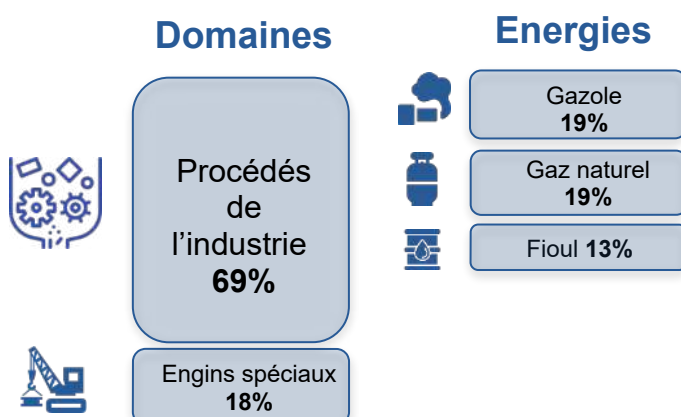 Domaines
Procédés
de
l’industrie
69%
Engins spéciaux
18%
Energies
Gazole
19%
Gaz naturel
19%
Fioul 13%